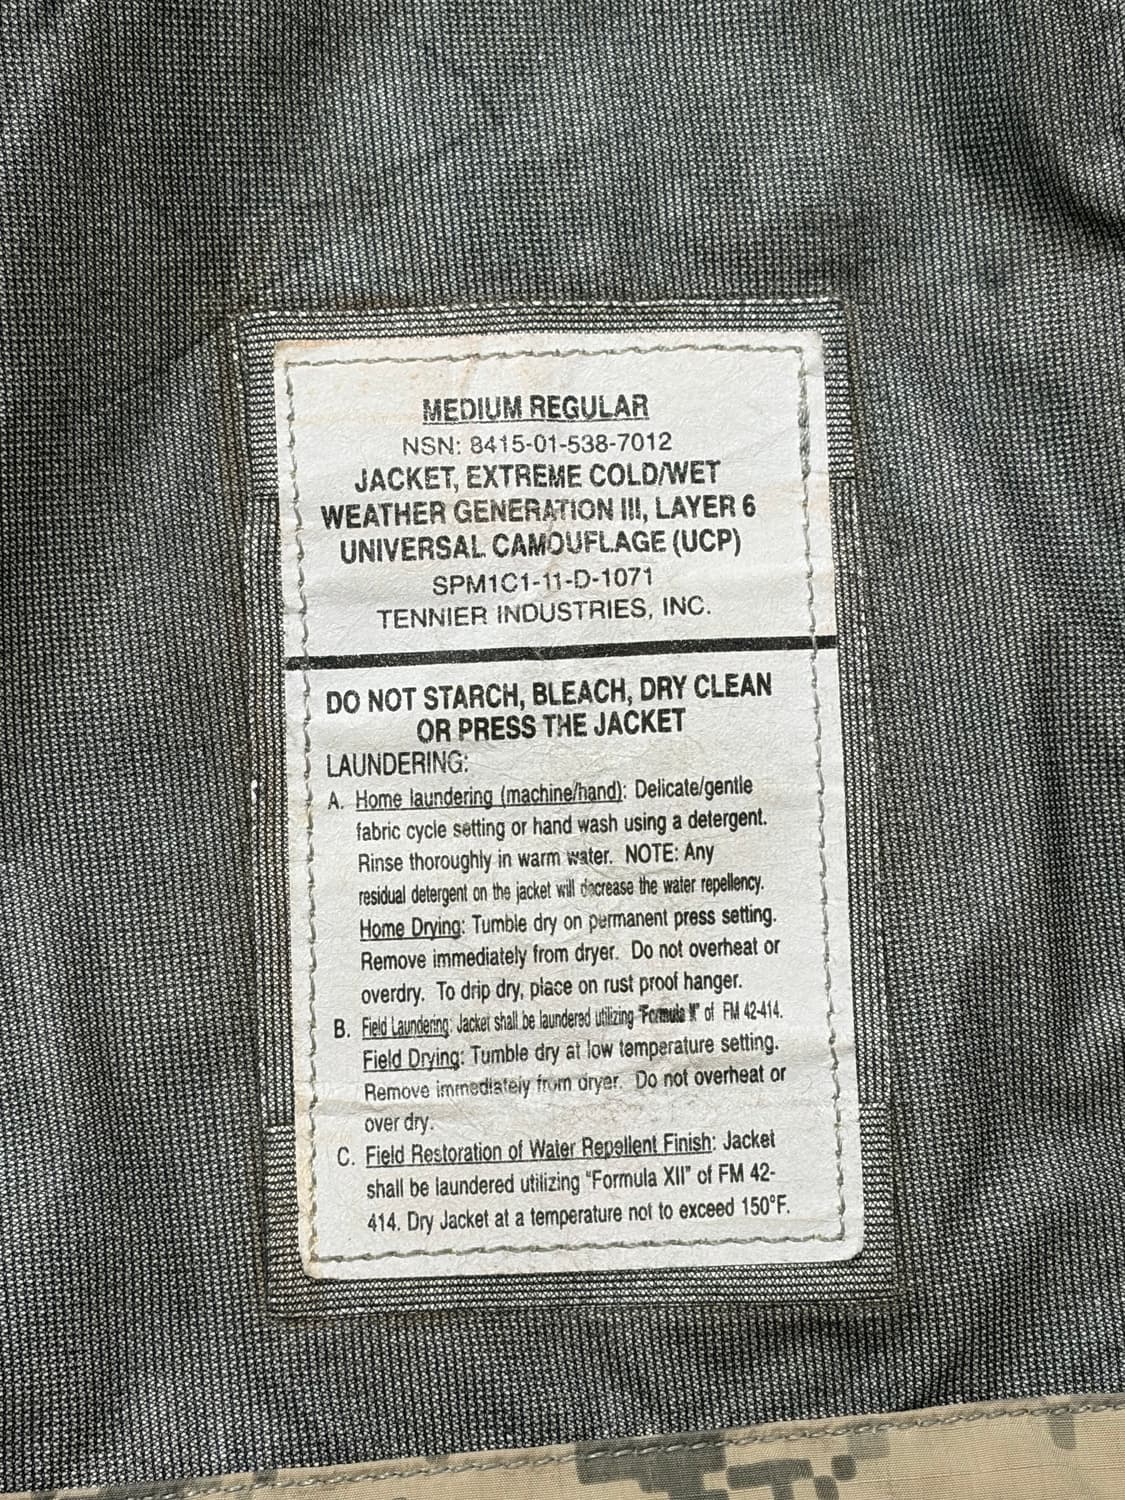 MEDIUM REGULAR
NSN: 8415-01-538-7012
JACKET, EXTREME COLD/WET
WEATHER GENERATION III, LAYER 6
UNIVERSAL CAMOUFLAGE (UCP)
SPM1C1-11-D-1071
TENNIER INDUSTRIES, INC.
DO NOT STARCH, BLEACH, DRY CLEAN
OR PRESS THE JACKET
LAUNDERING:
A. Home laundering (machine/hand): Delicate/gentle
fabric cycle setting or hand wash using a detergent.
Rinse thoroughly in warm water. NOTE: Any
residual detergent on the jacket will decrease the water repellency.
Home Drying: Tumble dry on permanent press setting.
Remove immediately from dryer. Do not overheat or
overdry. To drip dry, place on rust proof hanger.
B. Field Laundering: Jacket shall be laundered utilizing "Formula II" of FM 42-414.
Field Drying: Tumble dry at low temperature setting.
Remove immediately from dryer. Do not overheat or
over dry.
C. Field Restoration of Water Repellent Finish: Jacket
shall be laundered utilizing "Formula XII" of FM 42-
414. Dry Jacket at a temperature not to exceed 150°F.